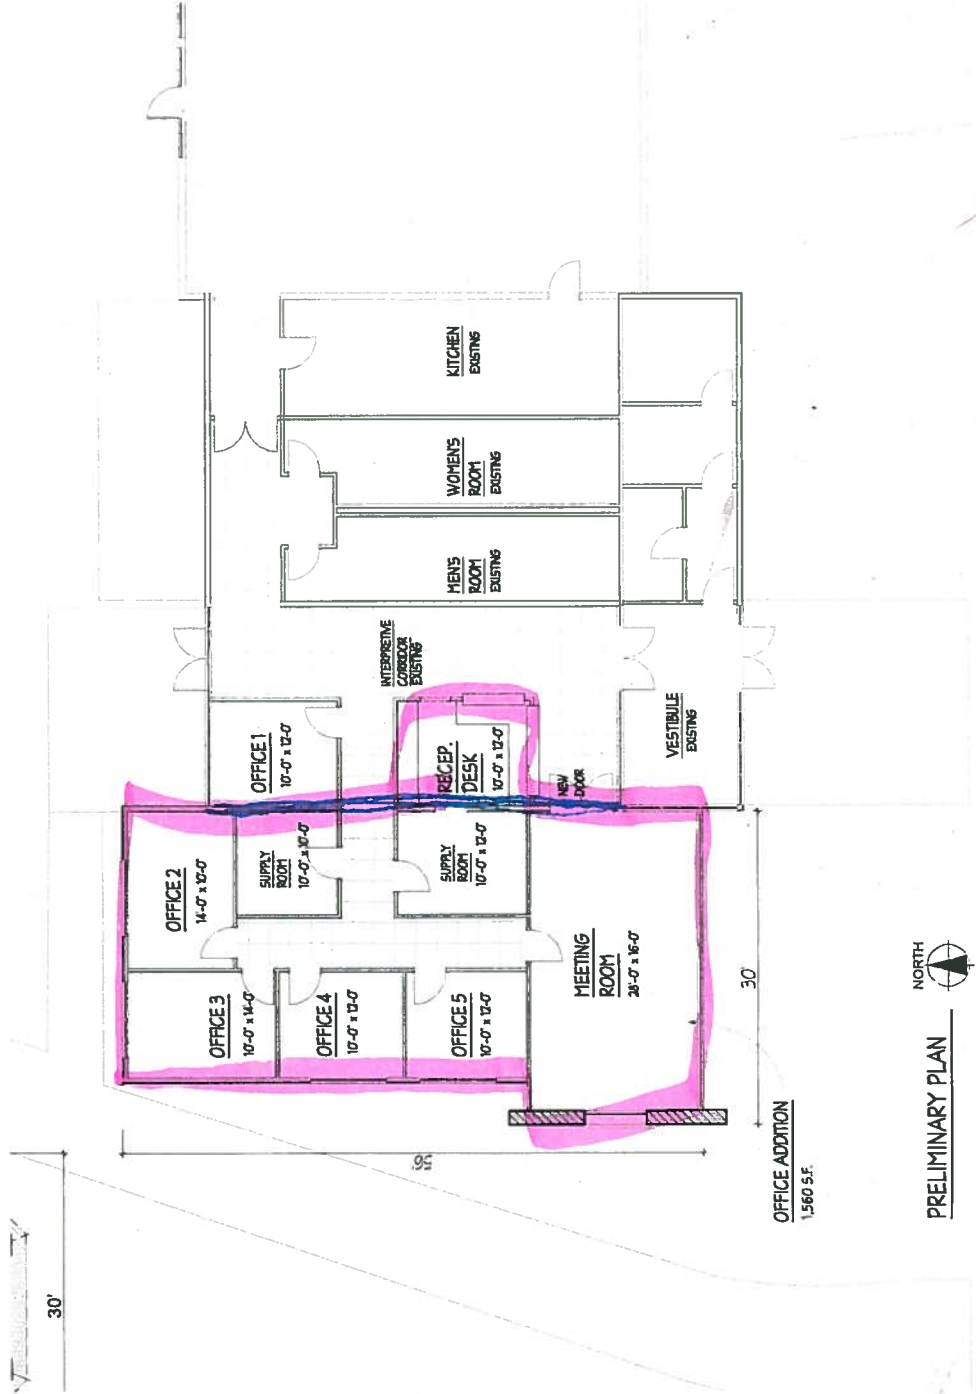 30'
OFFICE 2
14'-0" x 10'-0"
OFFICE 3
10'-0" x 14'-0"
SUPPLY
ROOM
10'-0" x 10'-0"
OFFICE 1
10'-0" x 12'-0"
OFFICE 4
10'-0" x 12'-0"
OFFICE 5
10'-0" x 12'-0"
SUPPLY
ROOM
10'-0" x 12'-0"
RECEP.
DESK
10'-0" x 12'-0"
INTERPRETIVE
CORRIDOR
EXISTING
MEN'S
ROOM
EXISTING
WOMEN'S
ROOM
EXISTING
KITCHEN
EXISTING
56'
MEETING
ROOM
28'-0" x 16'-0"
NEW
DOOR
VESTIBULE
EXISTING
30'
OFFICE ADDITION
1,560 S.F.
PRELIMINARY PLAN
NORTH